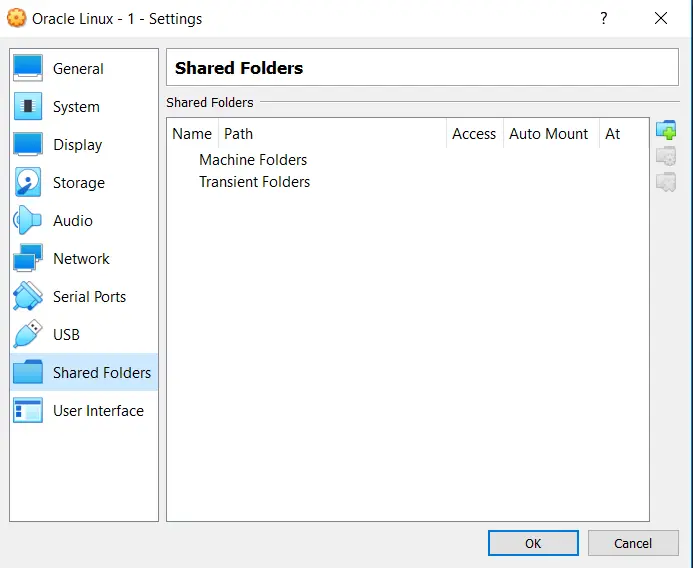 Oracle Linux - 1 - Settings
?
General
System
Display
Storage
Audio
Network
Serial Ports
USB
Shared Folders
User Interface
Shared Folders
Shared Folders
Name Path Access Auto Mount At
Machine Folders
Transient Folders
OK Cancel